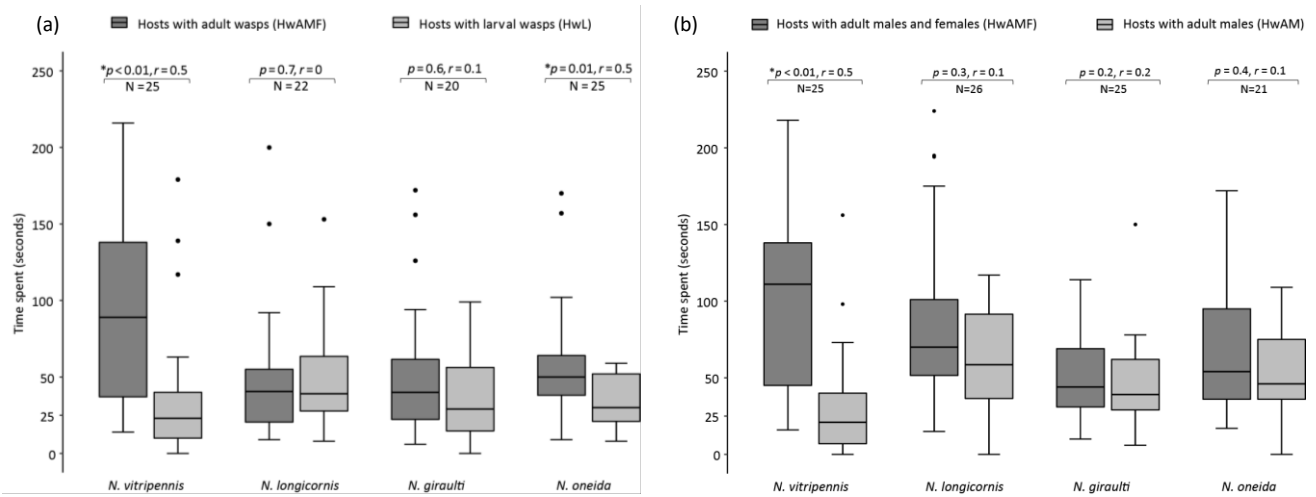 (a)
Hosts with adult wasps (HwAMF) Hosts with larval wasps (HwL)
*p < 0.01, r = 0.5 p = 0.7, r = 0 p = 0.6, r = 0.1 *p = 0.01, r = 0.5
N =25 N =22 N =20 N =25
Time spent (seconds)
250
200
150
100
50
25
0
N. vitripennis N. longicornis N. giraulti N. oneida
(b)
Hosts with adult males and females (HwAMF) Hosts with adult males (HwAM)
*p < 0.01, r = 0.5 p = 0.3, r = 0.1 p = 0.2, r = 0.2 p = 0.4, r = 0.1
N=25 N=26 N=25 N=21
Time spent (seconds)
250
200
150
100
50
25
0
N. vitripennis N. longicornis N. giraulti N. oneida